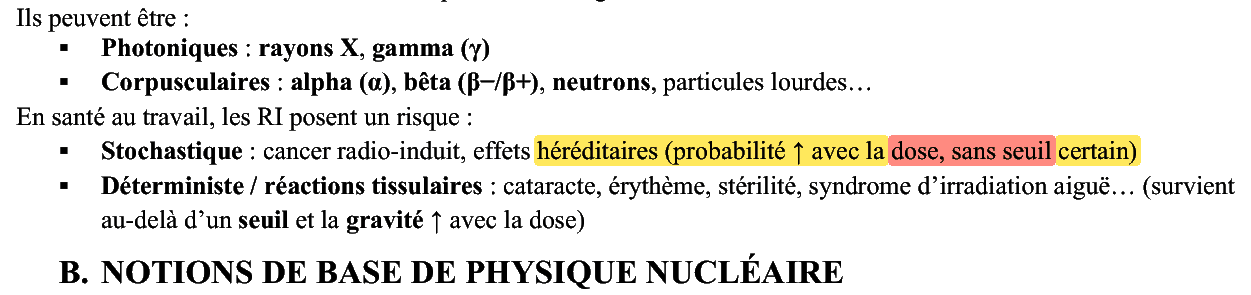 Ils peuvent être :
▪ Photoniques : rayons X, gamma (γ)
▪ Corpusculaires : alpha (α), bêta (β−/β+), neutrons, particules lourdes…
En santé au travail, les RI posent un risque :
▪ Stochastique : cancer radio-induit, effets héréditaires (probabilité ↑ avec la dose, sans seuil certain)
▪ Déterministe / réactions tissulaires : cataracte, érythème, stérilité, syndrome d’irradiation aiguë… (survient
au-delà d’un seuil et la gravité ↑ avec la dose)
B. NOTIONS DE BASE DE PHYSIQUE NUCLÉAIRE